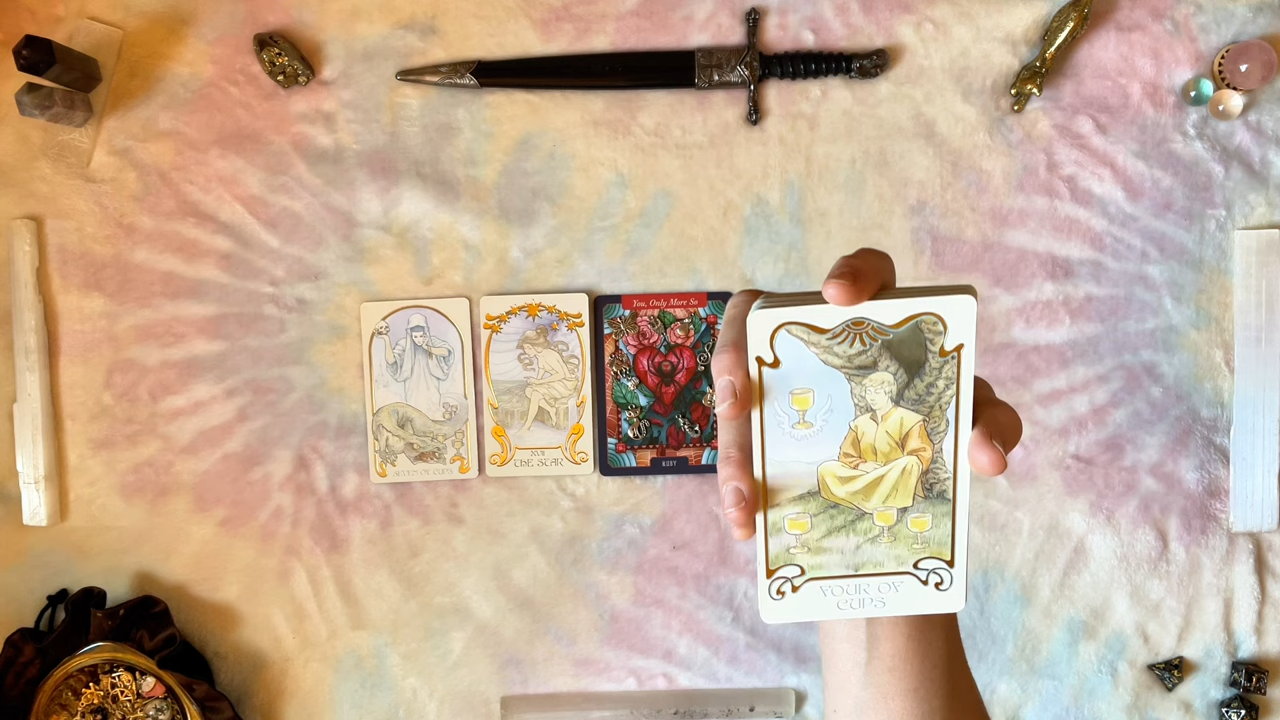 You, Only More So
XVII
THE STAR
SEVEN OF CUPS
RUBY
FOUR OF
CUPS